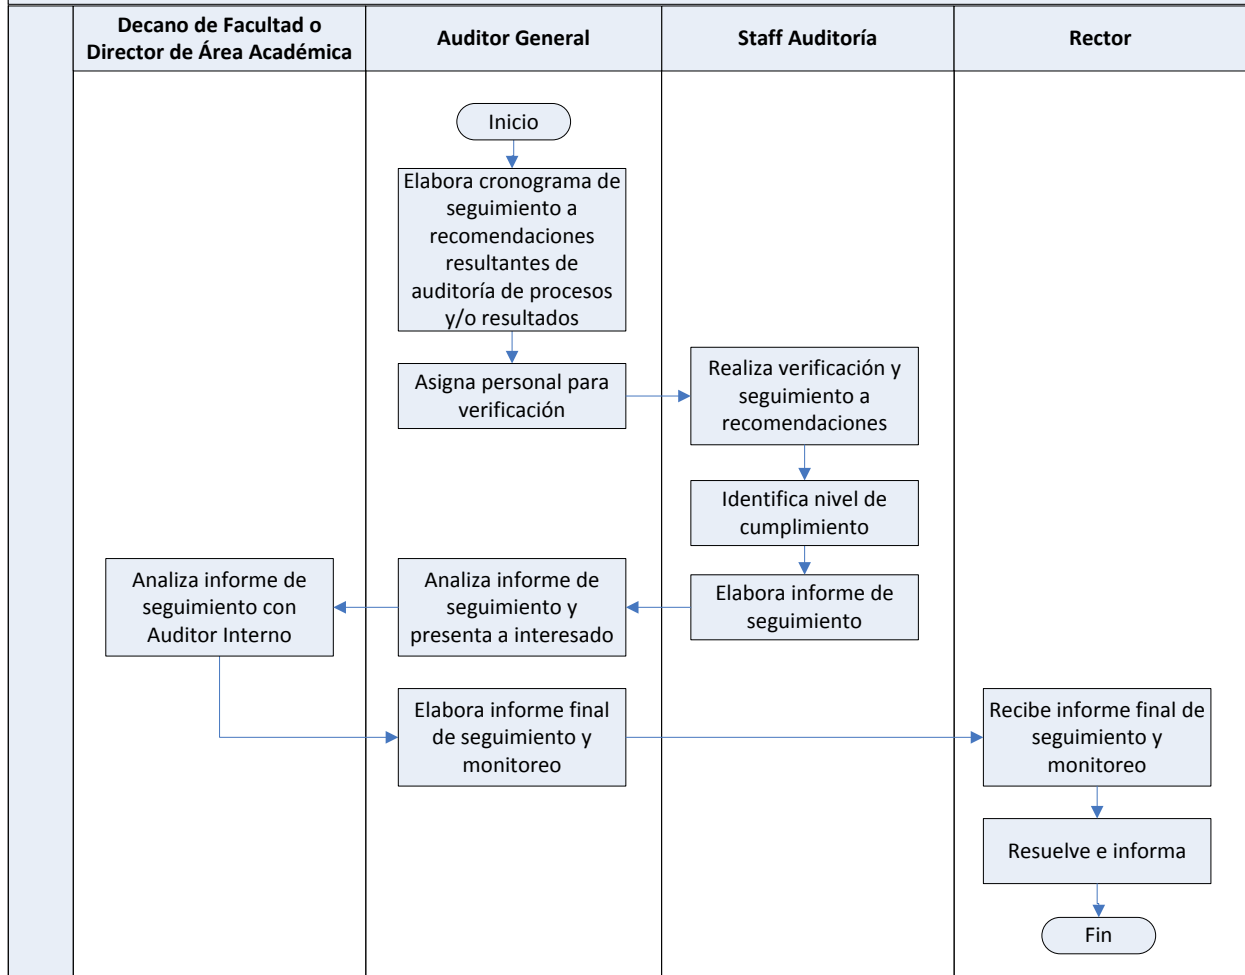 Decano de Facultad o
Director de Área Académica
Auditor General
Staff Auditoría
Rector
Inicio
Elabora cronograma de
seguimiento a
recomendaciones
resultantes de
auditoría de procesos
y/o resultados
Asigna personal para
verificación
Realiza verificación y
seguimiento a
recomendaciones
Identifica nivel de
cumplimiento
Elabora informe de
seguimiento
Analiza informe de
seguimiento y
presenta a interesado
Analiza informe de
seguimiento con
Auditor Interno
Elabora informe final
de seguimiento y
monitoreo
Recibe informe final de
seguimiento y
monitoreo
Resuelve e informa
Fin